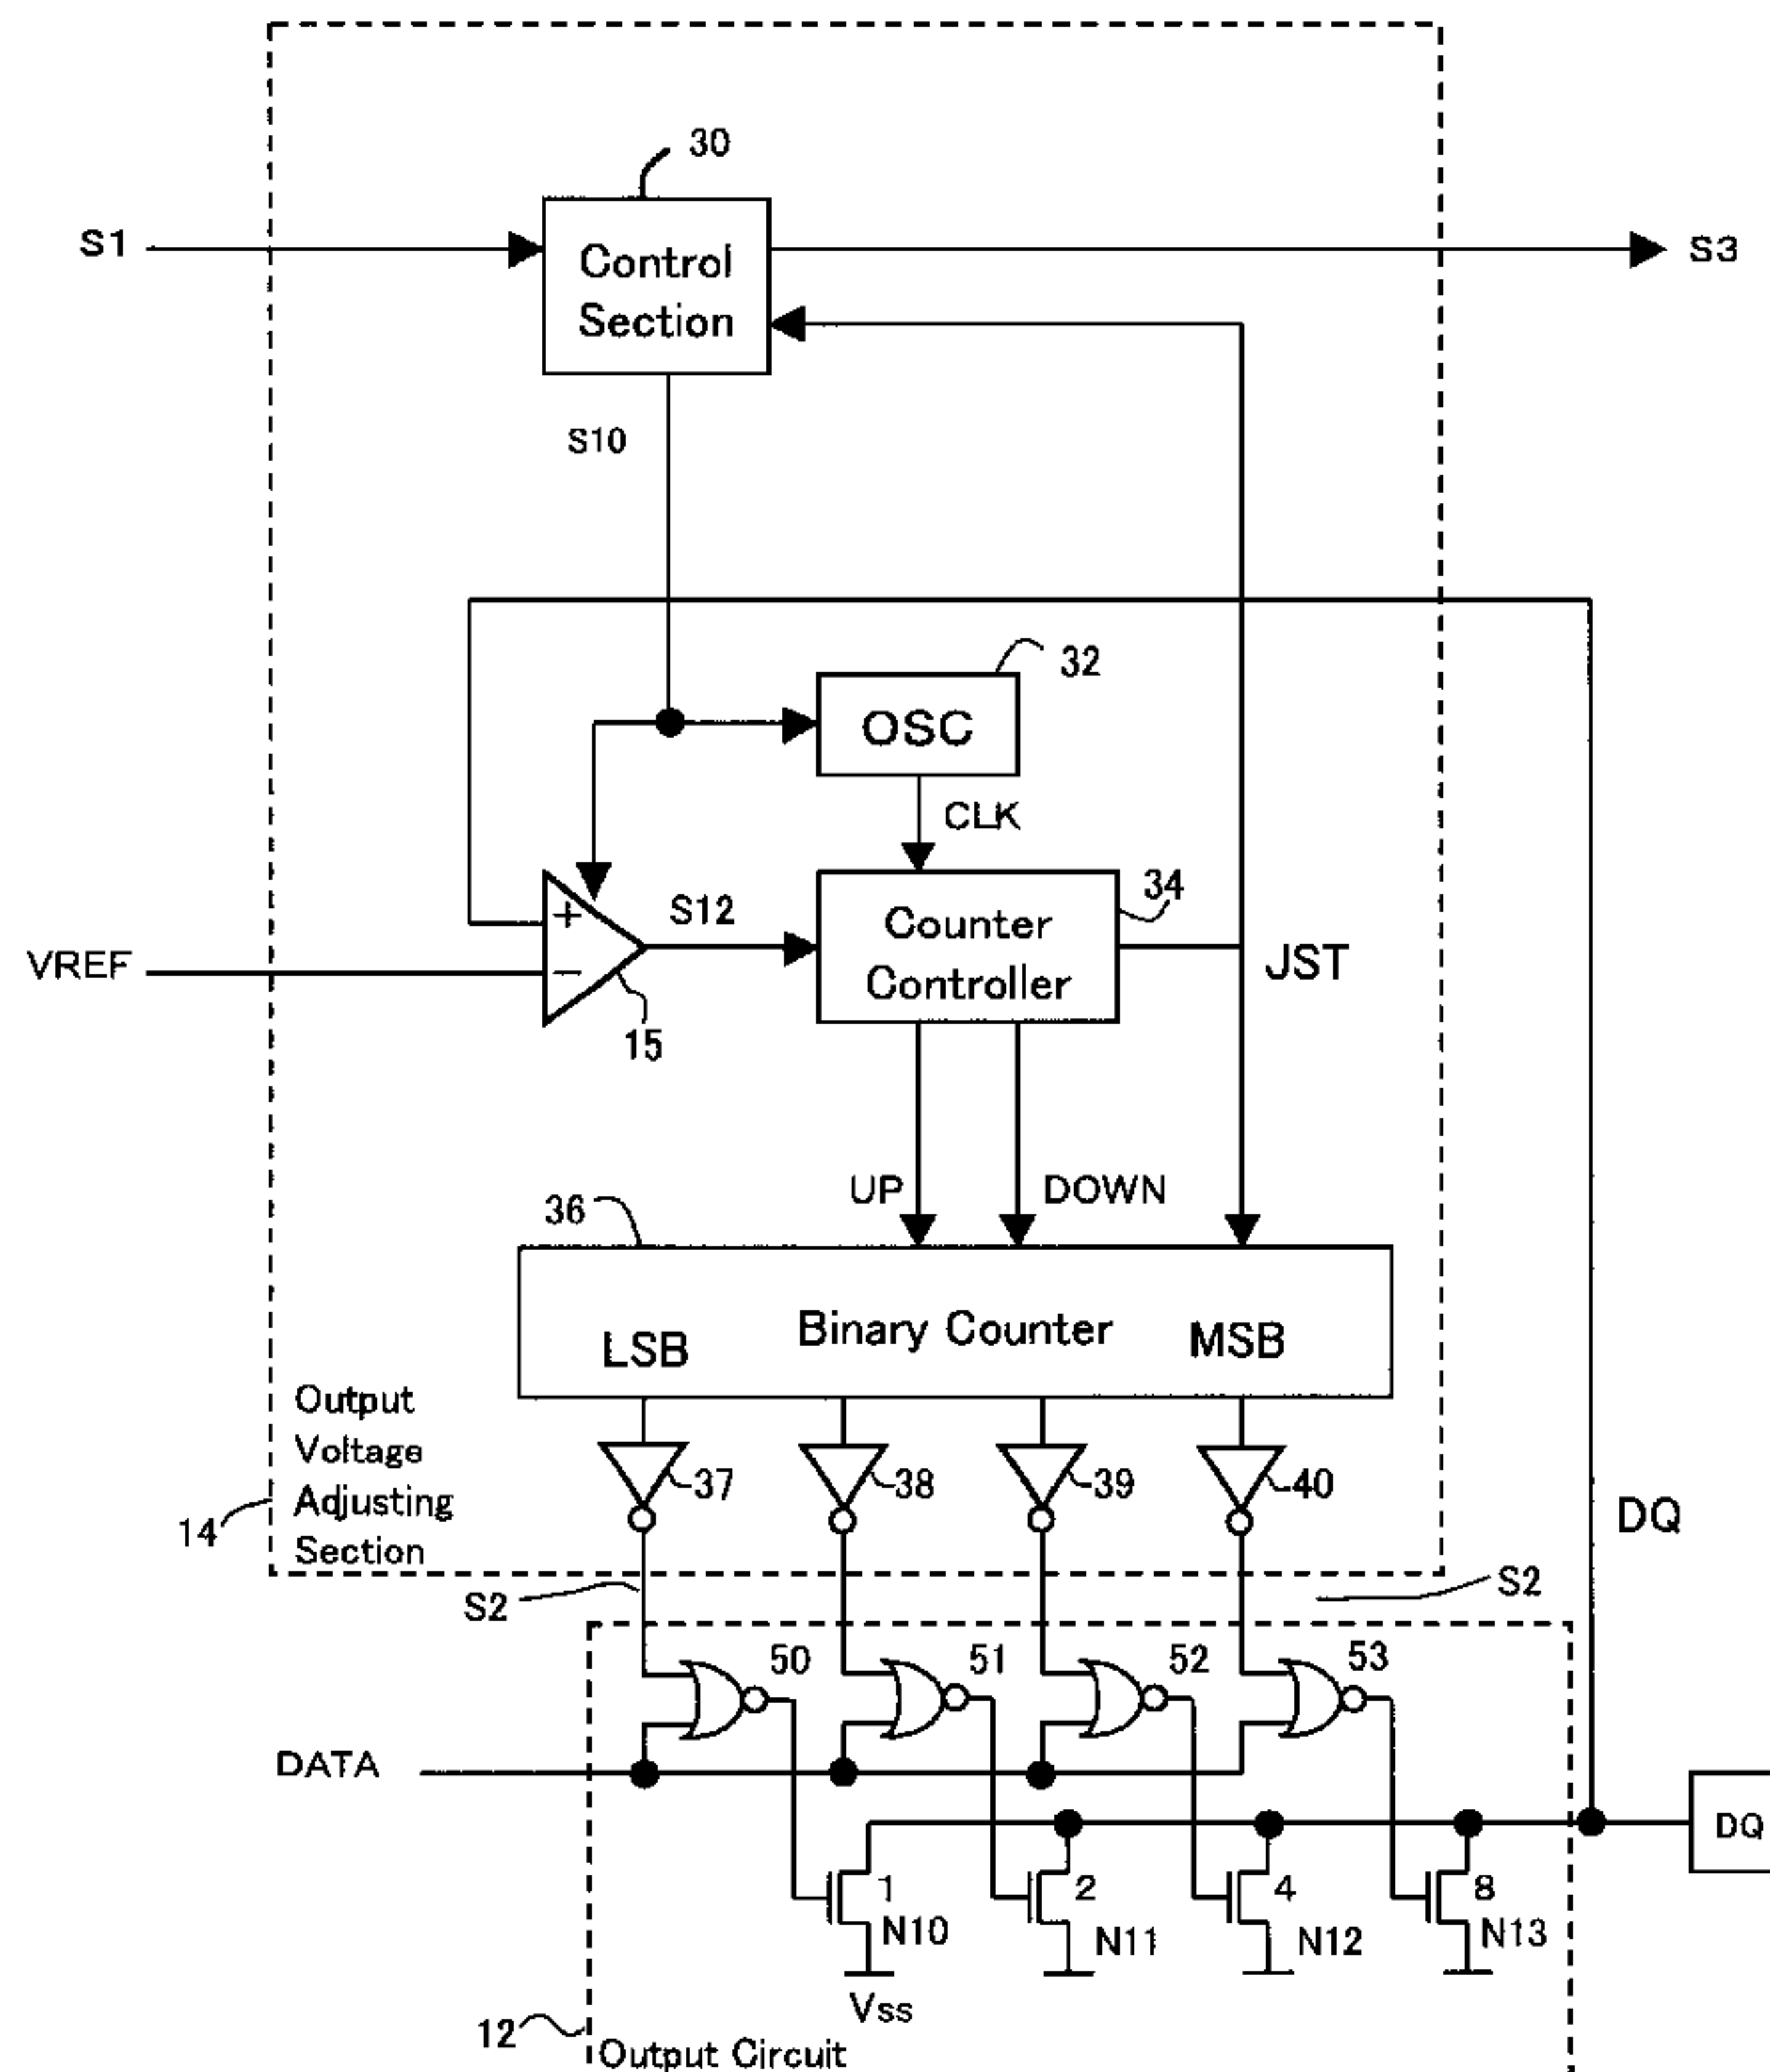 30
S1
Control
Section
S3
S10
32
OSC
CLK
34
S12
Counter
Controller
+
−
VREF
JST
15
UP
DOWN
36
LSB
Binary Counter
MSB
Output
Voltage
Adjusting
Section
14
37
38
39
40
DQ
S2
S2
50
51
52
53
DATA
DQ
1
2
4
8
N10
N11
N12
N13
Vss
12
Output Circuit